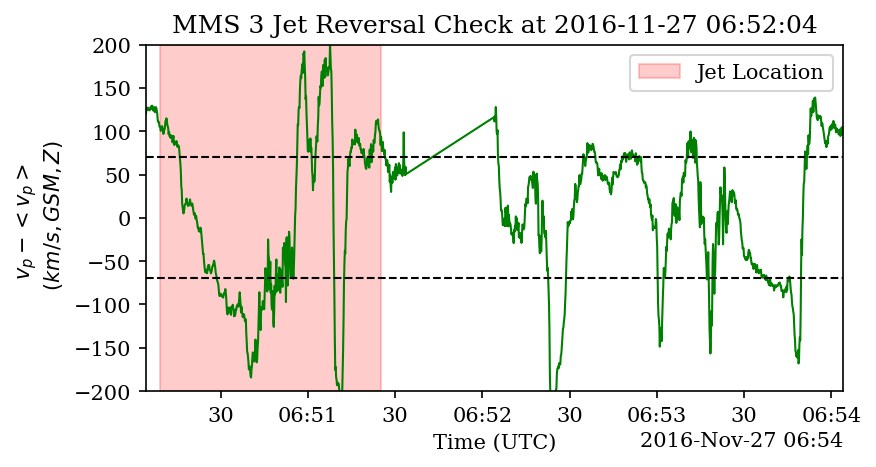 MMS 3 Jet Reversal Check at 2016-11-27 06:52:04
Jet Location
v_p − < v_p >
(km/s, GSM, Z)
200
150
100
50
0
−50
−100
−150
−200
30
06:51
30
06:52
30
06:53
30
06:54
Time (UTC)
2016-Nov-27 06:54